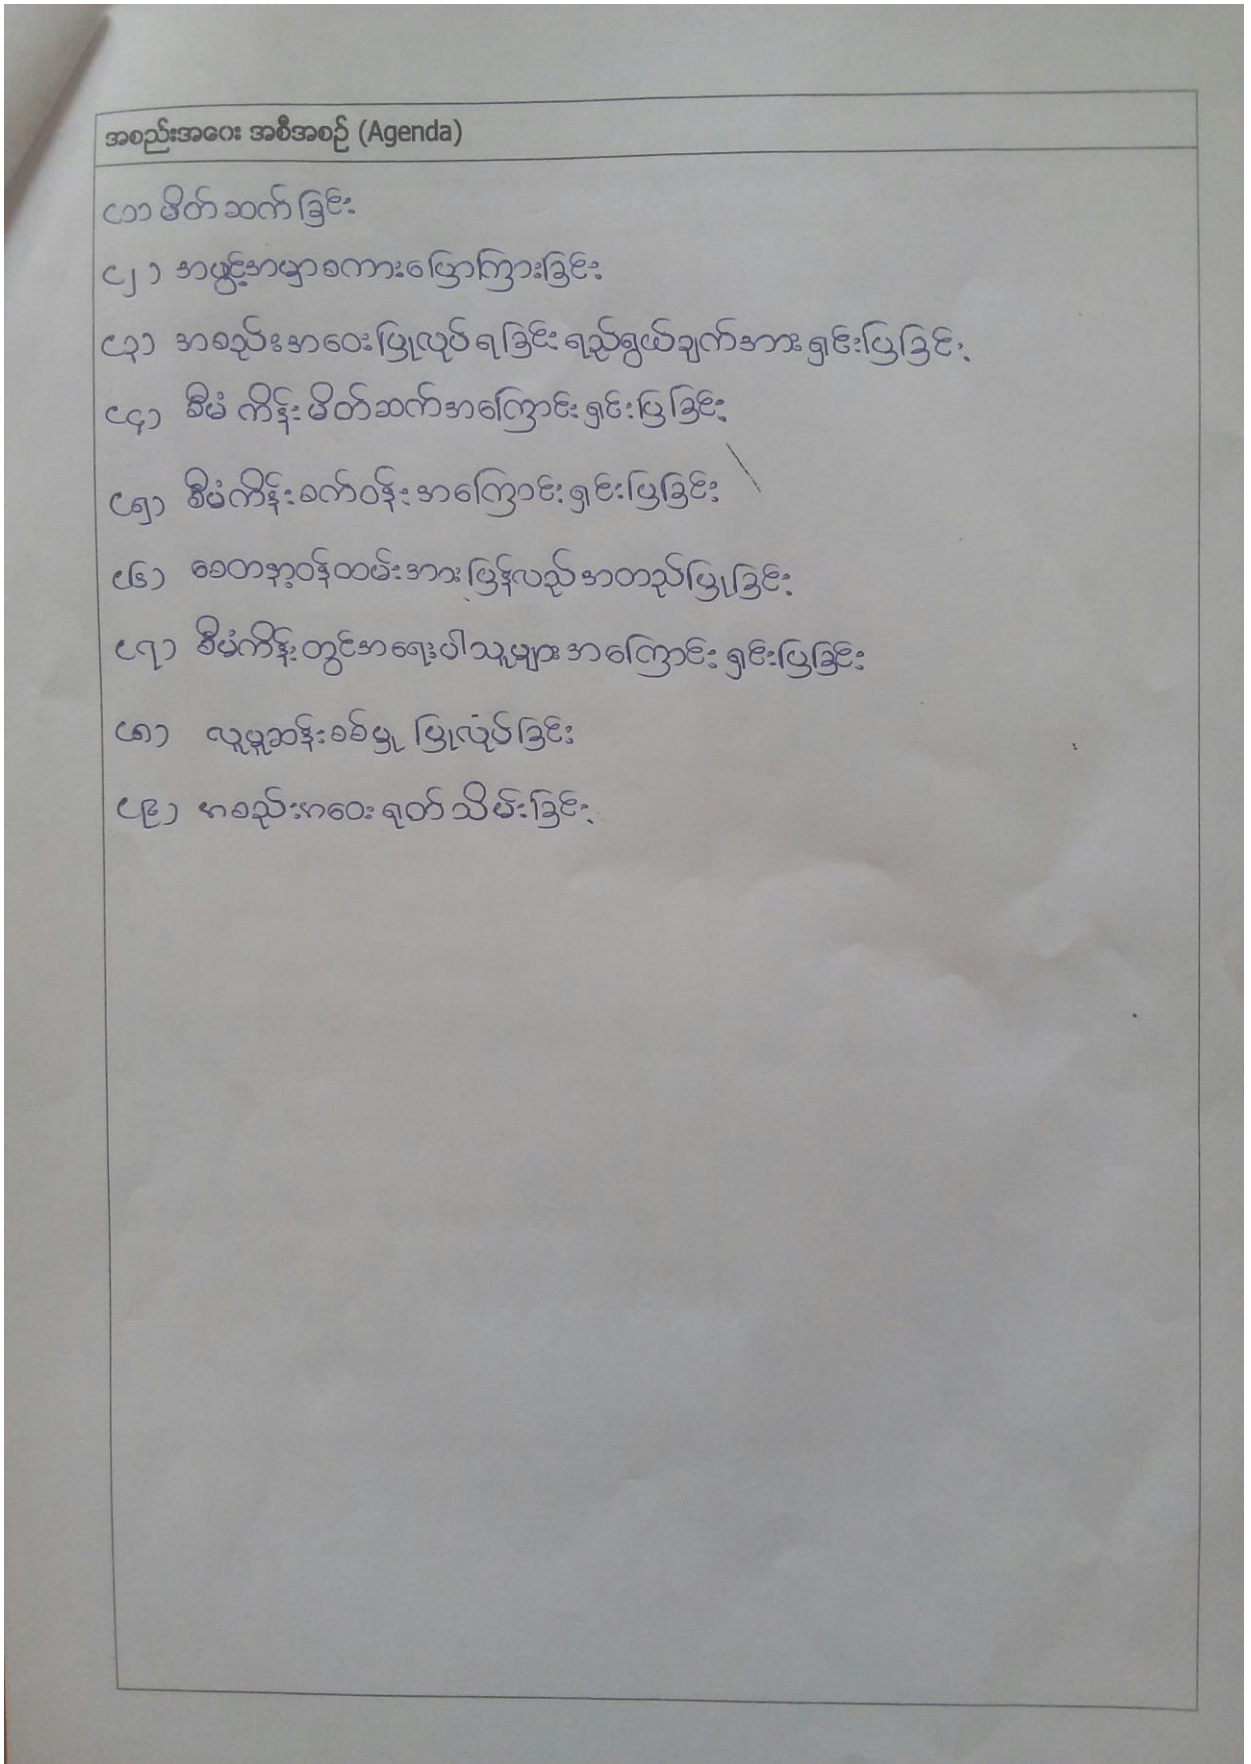 အစည်းအဝေး အစီအစဉ် (Agenda)
(၁) မိတ်ဆက်ခြင်း
(၂) အဖွင့်အမှာစကားပြောကြားခြင်း
(၃) အစည်းအဝေးပြုလုပ်ရခြင်း ရည်ရွယ်ချက်အား ရှင်းပြခြင်း
(၄) စီမံကိန်းမိတ်ဆက်အကြောင်း ရှင်းပြခြင်း
(၅) စီမံကိန်းစက်ဝန်းအကြောင်း ရှင်းပြခြင်း
(၆) စေတနာ့ဝန်ထမ်းအား ပြန်လည်အတည်ပြုခြင်း
(၇) စီမံကိန်းတွင်အရေးပါသူများအကြောင်း ရှင်းပြခြင်း
(၈) လူမှုဆန်းစစ်မှု ပြုလုပ်ခြင်း
(၉) အစည်းအဝေး ရုတ်သိမ်းခြင်း